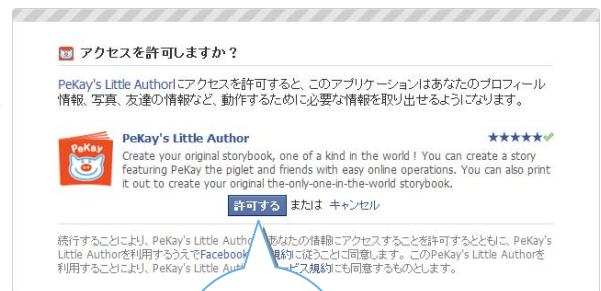 アクセスを許可しますか？
PeKay's Little Authorにアクセスを許可すると、このアプリケーションはあなたのプロフィール
情報、写真、友達の情報など、動作するために必要な情報を取り出せるようになります。
PeKay
PeKay's Little Author
Create your original storybook, one of a kind in the world ! You can create a story
featuring PeKay the piglet and friends with easy online operations. You can also print
it out to create your original the-only-one-in-the-world storybook.
許可する または キャンセル
続行することにより、PeKay's Little Autho なたの情報にアクセスすることを許可するとともに、PeKay's
Little Authorを利用するうえでFacebook 規約に従うことに同意します。このPeKay's Little Authorを
利用することにより、PeKay's Little Aut ービス規約にも同意するものとします。